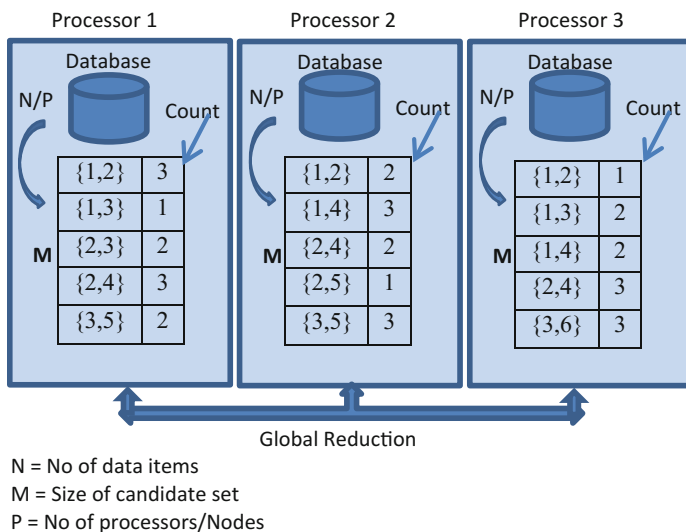 Processor 1 Processor 2 Processor 3
Database Database Database
N/P N/P N/P
Count Count Count
M M M
{1,2} 3
{1,3} 1
{2,3} 2
{2,4} 3
{3,5} 2
{1,2} 2
{1,4} 3
{2,4} 2
{2,5} 1
{3,5} 3
{1,2} 1
{1,3} 2
{1,4} 2
{2,4} 3
{3,6} 3
Global Reduction
N = No of data items
M = Size of candidate set
P = No of processors/Nodes